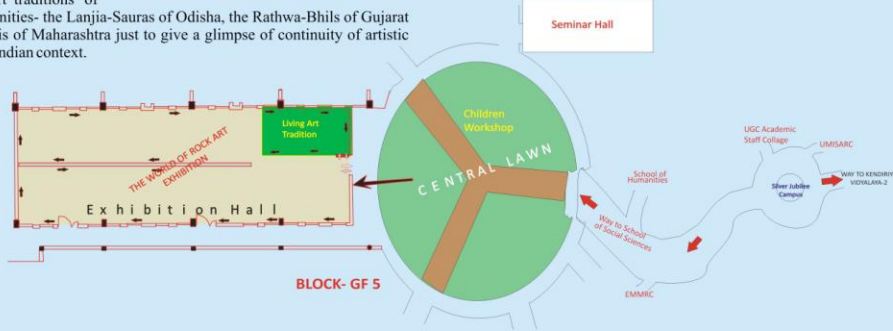 nities- the Lanjia-Sauras of Odisha, the Rathwa-Bhils of Gujarat
is of Maharashtra just to give a glimpse of continuity of artistic
ndian context.
Seminar Hall
Living Art
Tradition
THE WORLD OF ROCK ART
EXHIBITION
Exhibition Hall
BLOCK- GF 5
Children
Workshop
CENTRAL LAWN
School of
Humanities
Way to School
of Social Sciences
EMMRC
UGC Academic
Staff Collage
UMISARC
Silver Jubilee
Campus
WAY TO KENDRIYA
VIDYALAYA-2